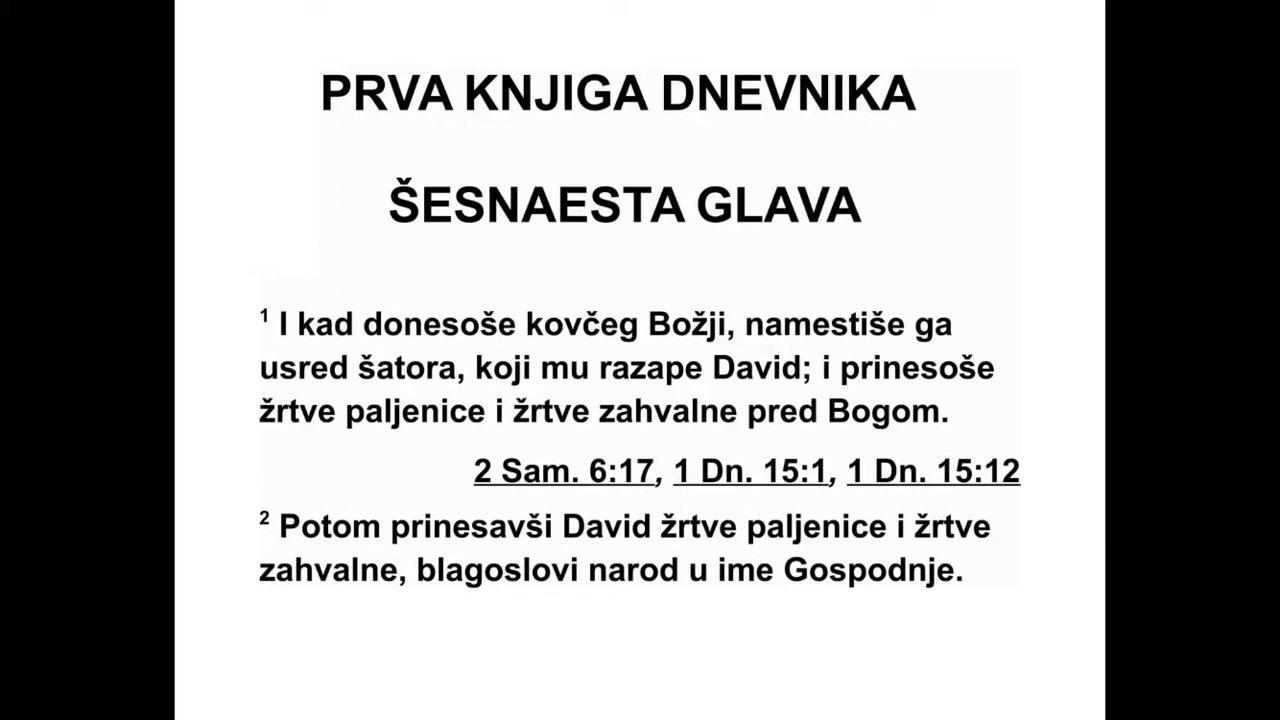 PRVA KNJIGA DNEVNIKA
ŠESNAESTA GLAVA
1 I kad donesoše kovčeg Božji, namestiše ga
usred šatora, koji mu razape David; i prinesoše
žrtve paljenice i žrtve zahvalne pred Bogom.
2 Sam. 6:17, 1 Dn. 15:1, 1 Dn. 15:12
2 Potom prinesavši David žrtve paljenice i žrtve
zahvalne, blagoslovi narod u ime Gospodnje.